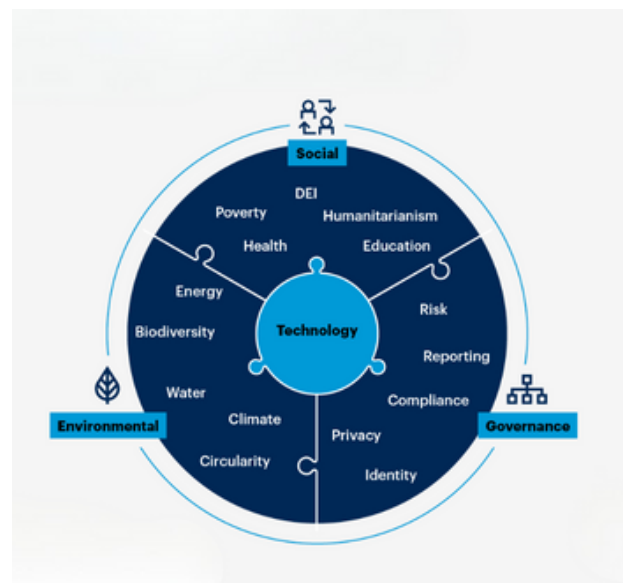 Social
DEI
Poverty
Humanitarianism
Health
Education
Energy
Biodiversity
Water
Climate
Circularity
Technology
Risk
Reporting
Compliance
Privacy
Identity
Environmental
Governance